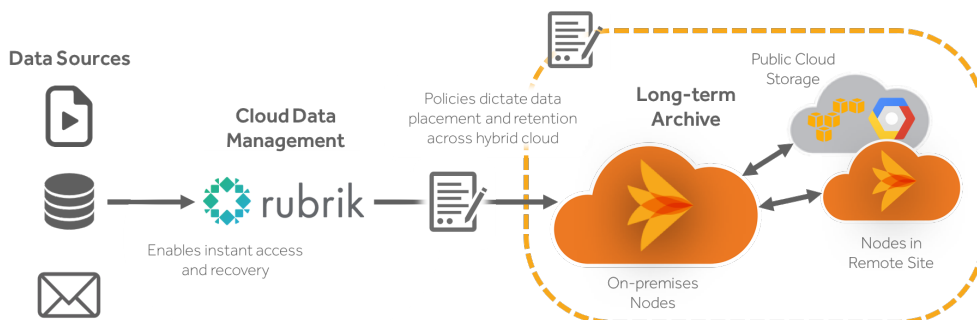 Data Sources
Cloud Data
Management
rubrik
Enables instant access
and recovery
Policies dictate data
placement and retention
across hybrid cloud
Long-term
Archive
On-premises
Nodes
Public Cloud
Storage
Nodes in
Remote Site